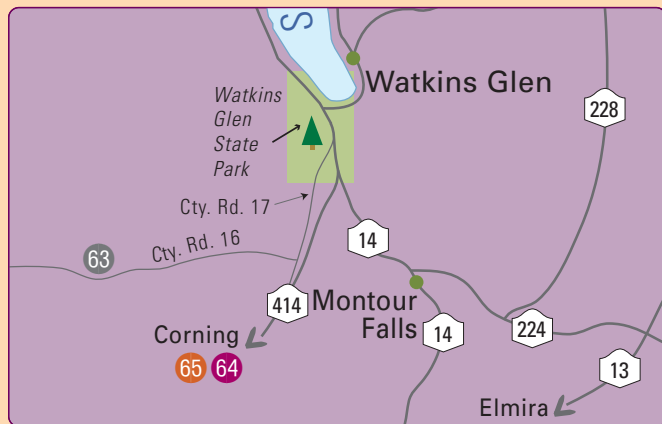 S
Watkins Glen
Watkins
Glen
State
Park
228
Cty. Rd. 17
14
Cty. Rd. 16
63
414
Montour
Falls
14
224
Corning
65 64
13
Elmira